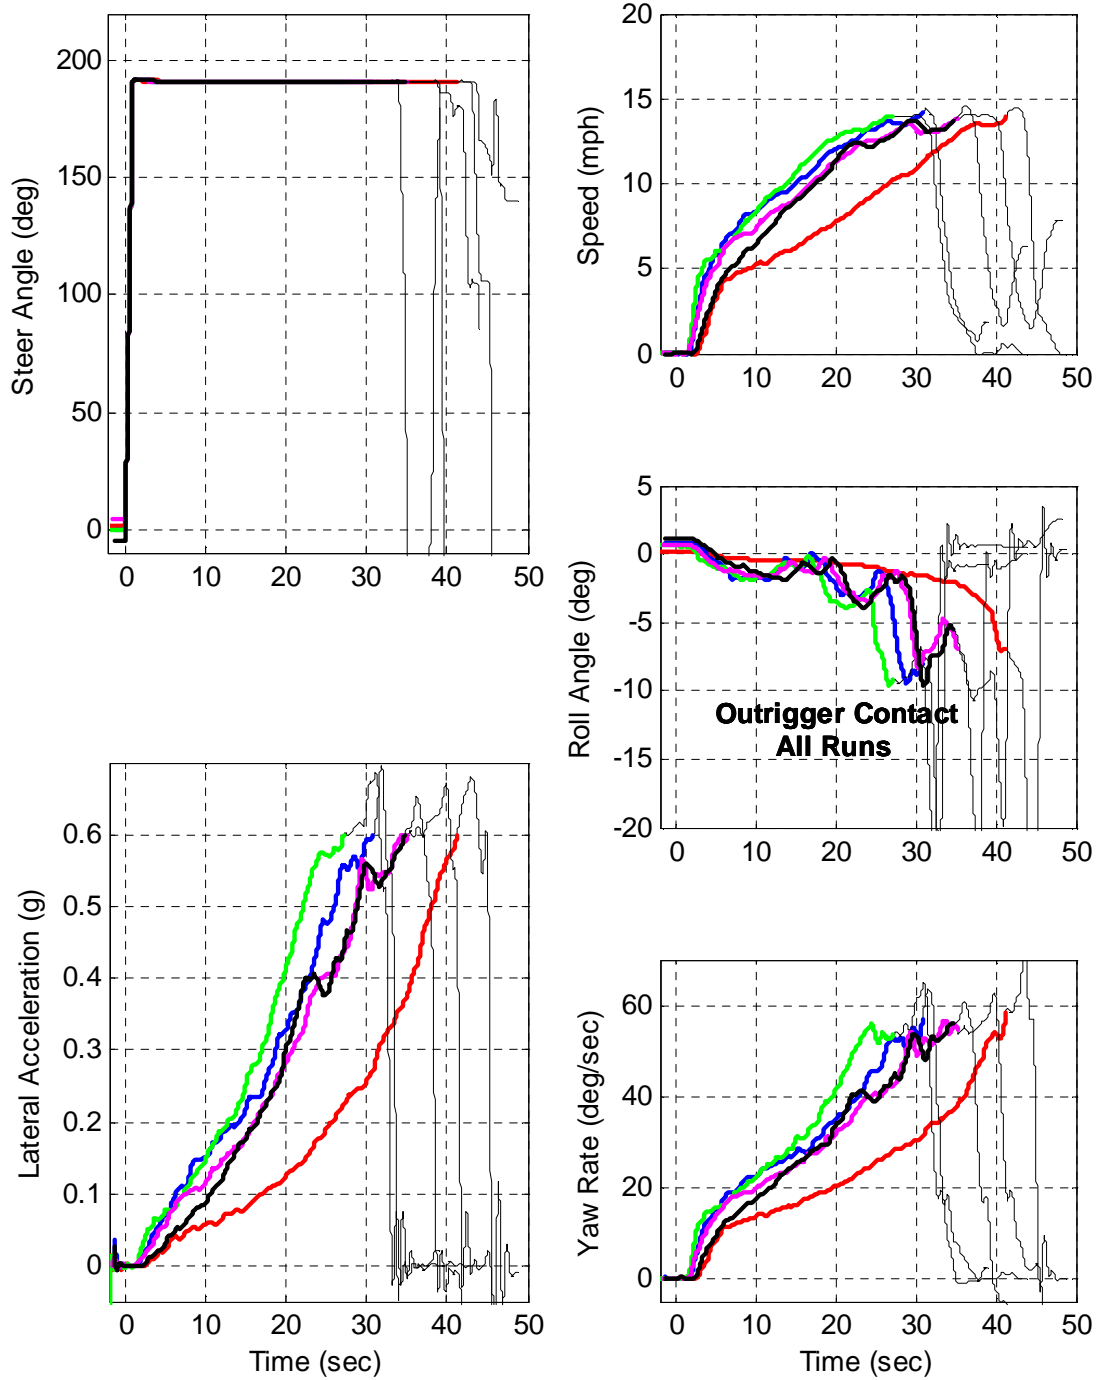 200
150
100
50
0
Steer Angle (deg)
0 10 20 30 40 50
20
15
10
5
0
Speed (mph)
0 10 20 30 40 50
5
0
-5
-10
-15
-20
Roll Angle (deg)
Outrigger Contact
All Runs
0 10 20 30 40 50
0.6
0.5
0.4
0.3
0.2
0.1
0
Lateral Acceleration (g)
0 10 20 30 40 50
Time (sec)
60
40
20
0
Yaw Rate (deg/sec)
0 10 20 30 40 50
Time (sec)